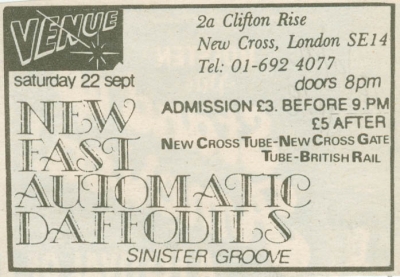 VENUE
saturday 22 sept
2a Clifton Rise
New Cross, London SE14
Tel: 01-692 4077
doors 8pm
ADMISSION £3. BEFORE 9.PM
£5 AFTER
NEW CROSS TUBE-NEW CROSS GATE
TUBE-BRITISH RAIL
NEW
FAST
AUTOMATIC
DAFFODILS
SINISTER GROOVE